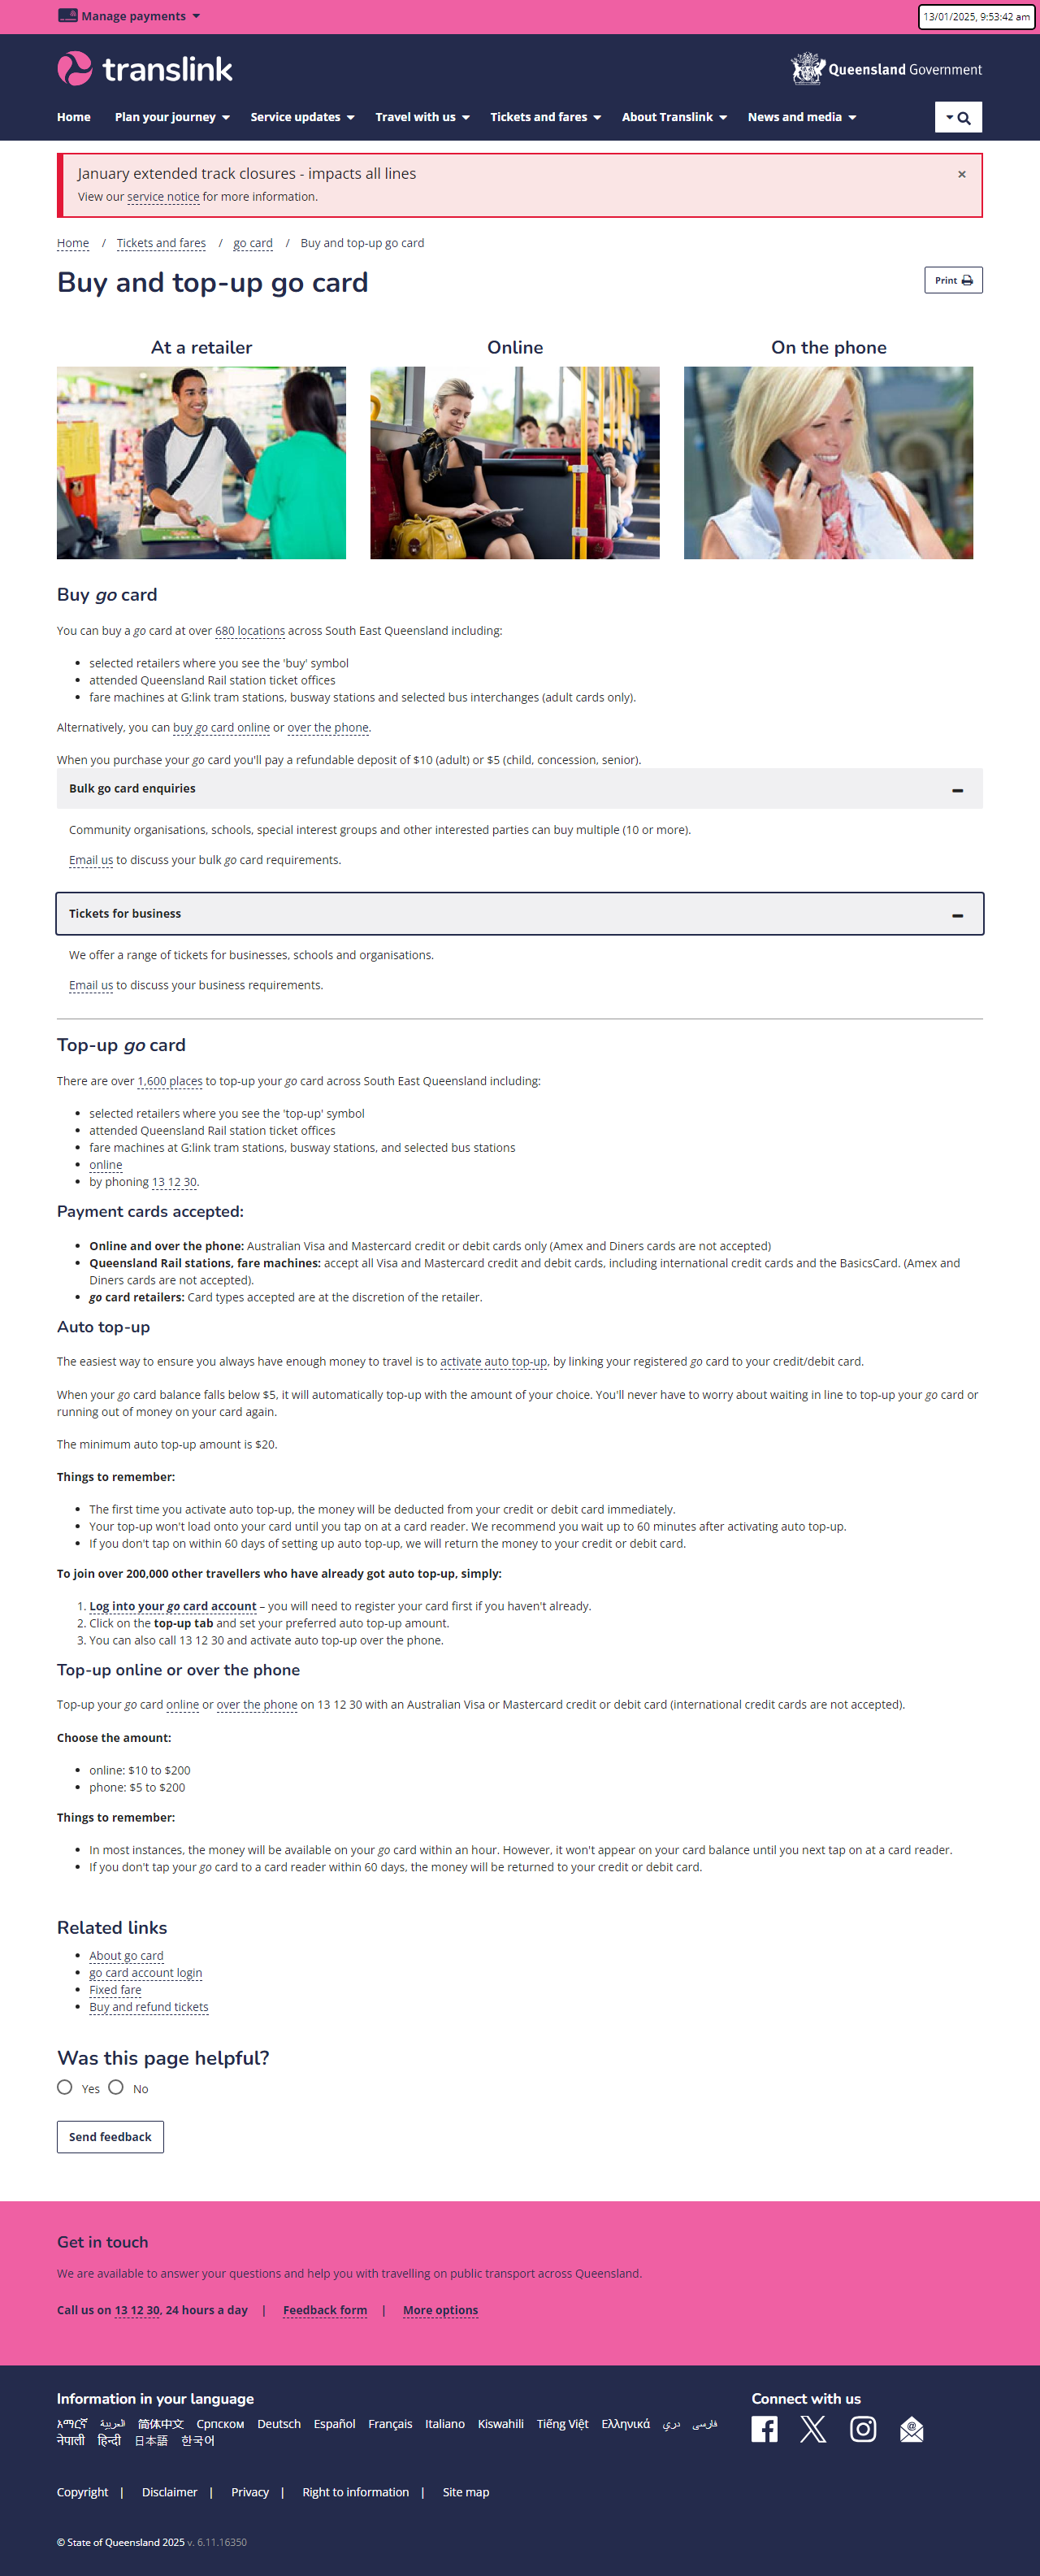 Manage payments
13/01/2025, 9:53:42 am
translink
Queensland Government
Home Plan your journey Service updates Travel with us Tickets and fares About Translink News and media
January extended track closures - impacts all lines
×
View our service notice for more information.
Home / Tickets and fares / go card / Buy and top-up go card
Buy and top-up go card
Print
At a retailer Online On the phone
Buy go card
You can buy a go card at over 680 locations across South East Queensland including:
• selected retailers where you see the 'buy' symbol
• attended Queensland Rail station ticket offices
• fare machines at G:link tram stations, busway stations and selected bus interchanges (adult cards only).
Alternatively, you can buy go card online or over the phone.
When you purchase your go card you'll pay a refundable deposit of $10 (adult) or $5 (child, concession, senior).
Bulk go card enquiries
Community organisations, schools, special interest groups and other interested parties can buy multiple (10 or more).
Email us to discuss your bulk go card requirements.
Tickets for business
We offer a range of tickets for businesses, schools and organisations.
Email us to discuss your business requirements.
Top-up go card
There are over 1,600 places to top-up your go card across South East Queensland including:
• selected retailers where you see the 'top-up' symbol
• attended Queensland Rail station ticket offices
• fare machines at G:link tram stations, busway stations, and selected bus stations
• online
• by phoning 13 12 30.
Payment cards accepted:
• Online and over the phone: Australian Visa and Mastercard credit or debit cards only (Amex and Diners cards are not accepted)
• Queensland Rail stations, fare machines: accept all Visa and Mastercard credit and debit cards, including international credit cards and the BasicsCard. (Amex and
Diners cards are not accepted).
• go card retailers: Card types accepted are at the discretion of the retailer.
Auto top-up
The easiest way to ensure you always have enough money to travel is to activate auto top-up, by linking your registered go card to your credit/debit card.
When your go card balance falls below $5, it will automatically top-up with the amount of your choice. You'll never have to worry about waiting in line to top-up your go card or
running out of money on your card again.
The minimum auto top-up amount is $20.
Things to remember:
• The first time you activate auto top-up, the money will be deducted from your credit or debit card immediately.
• Your top-up won't load onto your card until you tap on at a card reader. We recommend you wait up to 60 minutes after activating auto top-up.
• If you don't tap on within 60 days of setting up auto top-up, we will return the money to your credit or debit card.
To join over 200,000 other travellers who have already got auto top-up, simply:
1. Log into your go card account – you will need to register your card first if you haven't already.
2. Click on the top-up tab and set your preferred auto top-up amount.
3. You can also call 13 12 30 and activate auto top-up over the phone.
Top-up online or over the phone
Top-up your go card online or over the phone on 13 12 30 with an Australian Visa or Mastercard credit or debit card (international credit cards are not accepted).
Choose the amount:
• online: $10 to $200
• phone: $5 to $200
Things to remember:
• In most instances, the money will be available on your go card within an hour. However, it won't appear on your card balance until you next tap on at a card reader.
• If you don't tap your go card to a card reader within 60 days, the money will be returned to your credit or debit card.
Related links
• About go card
• go card account login
• Fixed fare
• Buy and refund tickets
Was this page helpful?
Yes No
Send feedback
Get in touch
We are available to answer your questions and help you with travelling on public transport across Queensland.
Call us on 13 12 30, 24 hours a day | Feedback form | More options
Information in your language
Connect with us
አማርኛ العربية 简体中文 Српском Deutsch Español Français Italiano Kiswahili Tiếng Việt Ελληνικά دری فارسی
नेपाली हिन्दी 日本語 한국어
Copyright | Disclaimer | Privacy | Right to information | Site map
© State of Queensland 2025 v. 6.11.16350